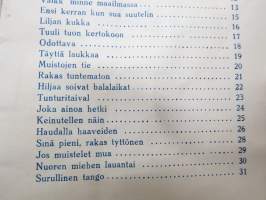 Vaikk' minne maailmassa 13
Ensi kerran kun sua suutelin 15
Liljan kukka 16
Tuuli tuon kertokoon 17
Odottava 18
Täyttä laukkaa 19
Muistojen tie 20
Rakas tuntematon 21
Hiljaa soivat balalaikat 22
Tunturitaival 23
Joka ainoa hetki 24
Keinutellen näin 25
Haudalla haaveiden 26
Sinä pieni, rakas tyttönen 28
Jos muistelet mua 29
Nuoren miehen lauantai 30
Surullinen tango 31